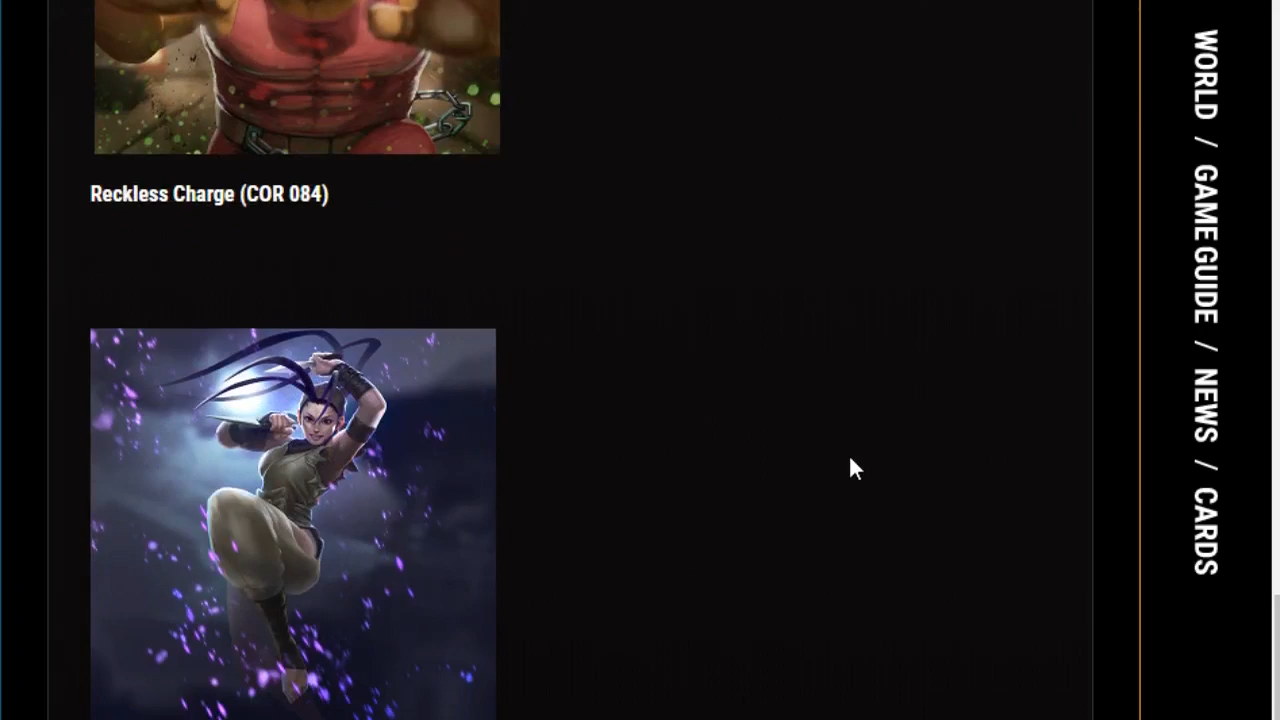 Reckless Charge (COR 084)
WORLD / GAME GUIDE / NEWS / CARDS